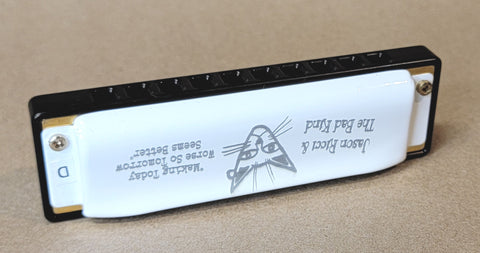 Jason Ricci &
The Bad Kind
"Making Today
Worse So Tomorrow
Seems Better"
D